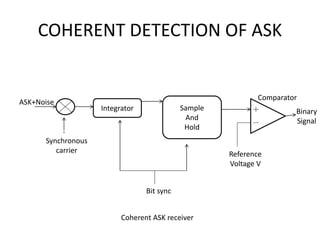 COHERENT DETECTION OF ASK
Comparator
ASK+Noise
Integrator
Sample
And
Hold
+
−
Binary
Signal
Synchronous
carrier
Reference
Voltage V
Bit sync
Coherent ASK receiver